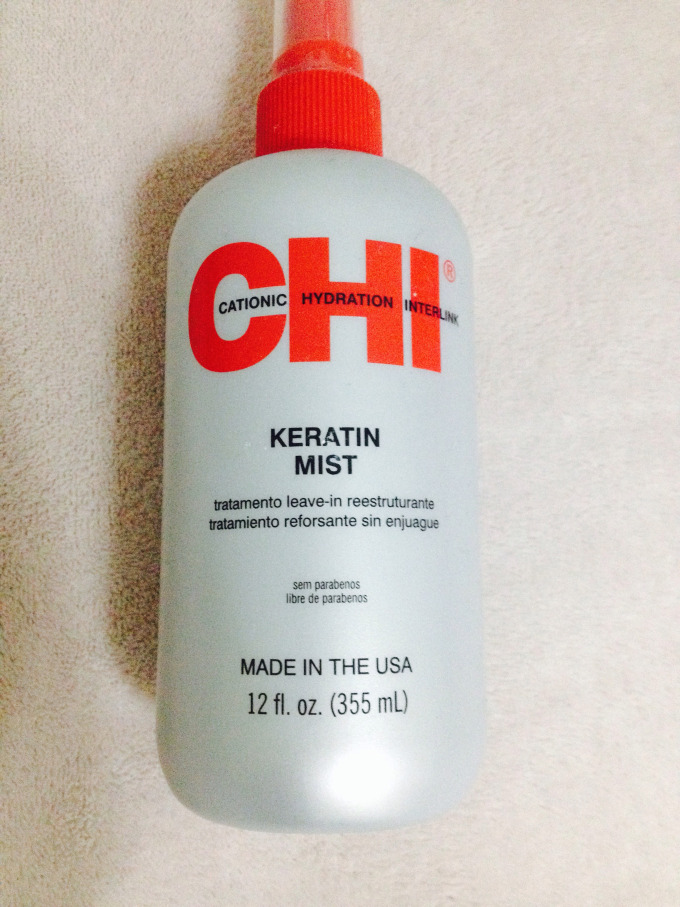 CHI®
CATIONIC HYDRATION INTERLINK
KERATIN
MIST
tratamento leave-in reestruturante
tratamiento reforsante sin enjuague
sem parabenos
libre de parabenos
MADE IN THE USA
12 fl. oz. (355 mL)